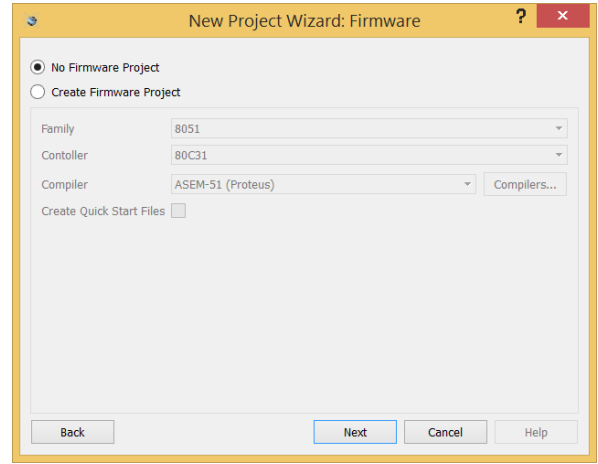 New Project Wizard: Firmware
?
×
No Firmware Project
Create Firmware Project
Family 8051
Contoller 80C31
Compiler ASEM-51 (Proteus) Compilers...
Create Quick Start Files
Back Next Cancel Help